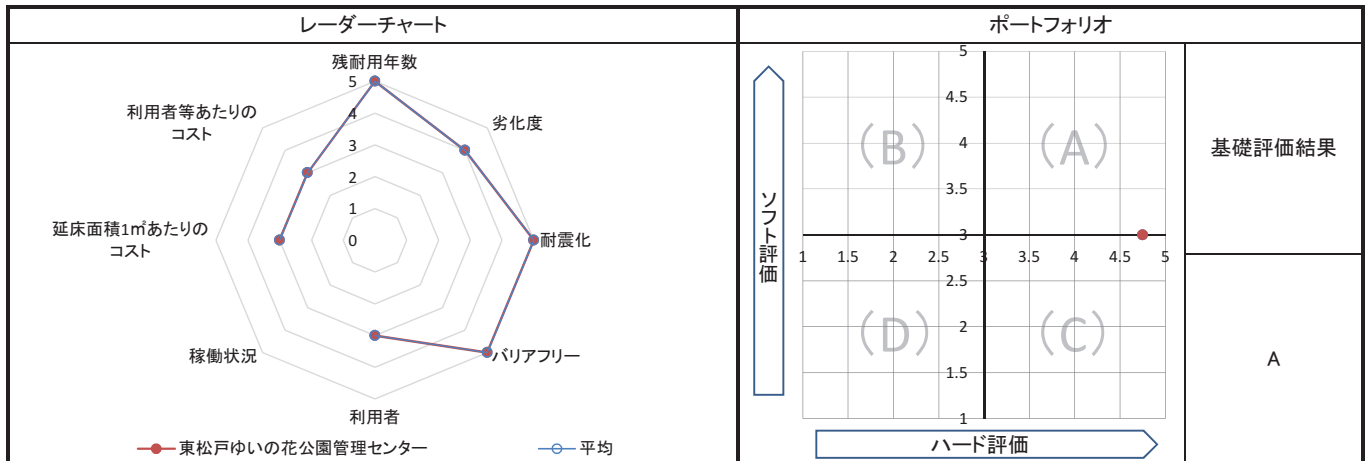 レーダーチャート
残耐用年数
劣化度
耐震化
バリアフリー
利用者
稼働状況
延床面積1㎡あたりの
コスト
利用者等あたりの
コスト
5
4
3
2
1
0
東松戸ゆいの花公園管理センター
平均
ポートフォリオ
ソフト評価
5
4.5
4
3.5
3
2.5
2
1.5
1
1 1.5 2 2.5 3 3.5 4 4.5 5
(B)
(A)
(D)
(C)
ハード評価
基礎評価結果
A